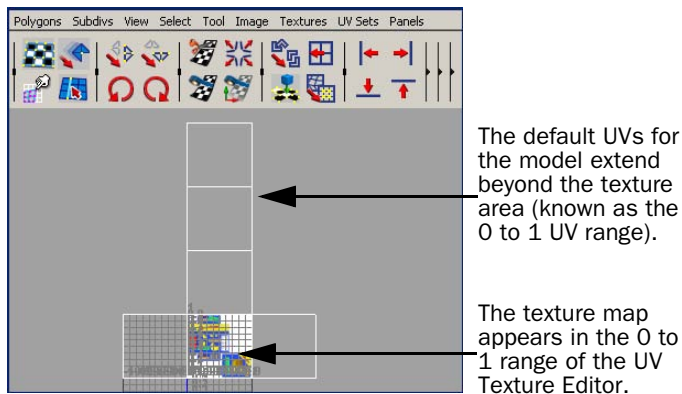 Polygons Subdivs View Select Tool Image Textures UV Sets Panels
The default UVs for
the model extend
beyond the texture
area (known as the
0 to 1 UV range).
The texture map
appears in the 0 to
1 range of the UV
Texture Editor.